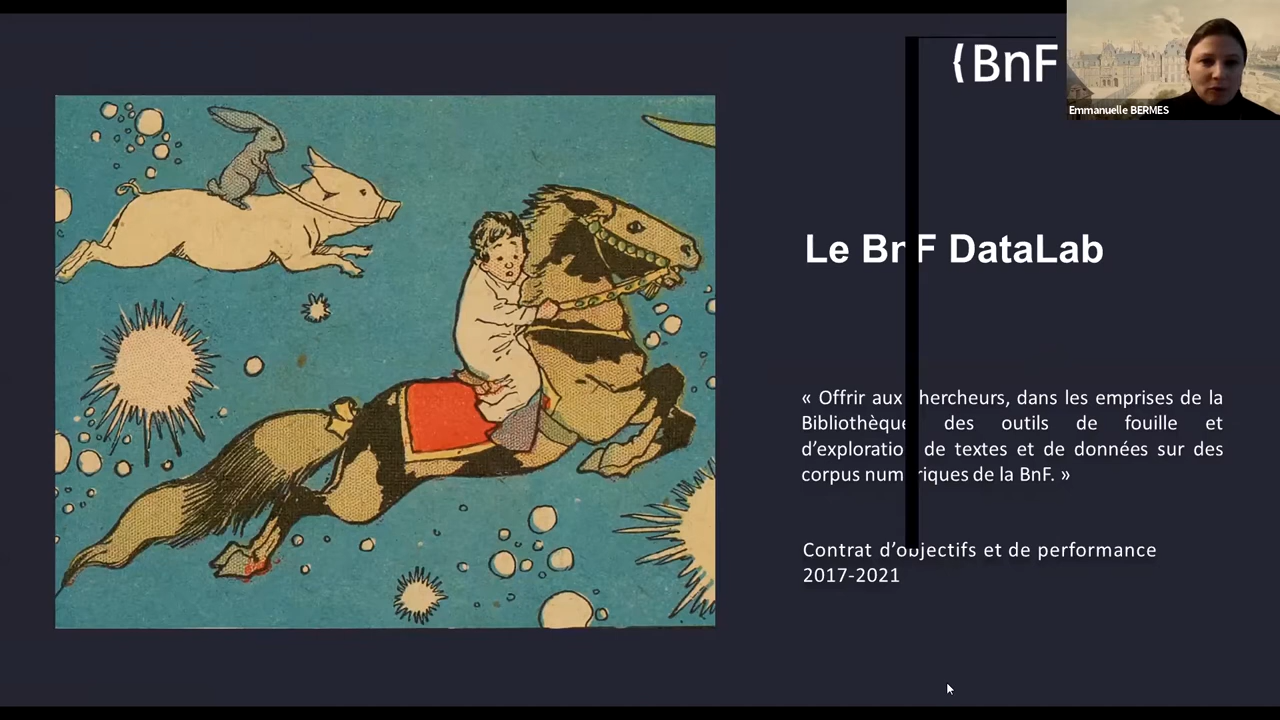 {BnF
Emmanuelle BERMES
Le BnF DataLab
« Offrir aux chercheurs, dans les emprises de la
Bibliothèque des outils de fouille et
d'exploration de textes et de données sur des
corpus numériques de la BnF. »
Contrat d'objectifs et de performance
2017-2021